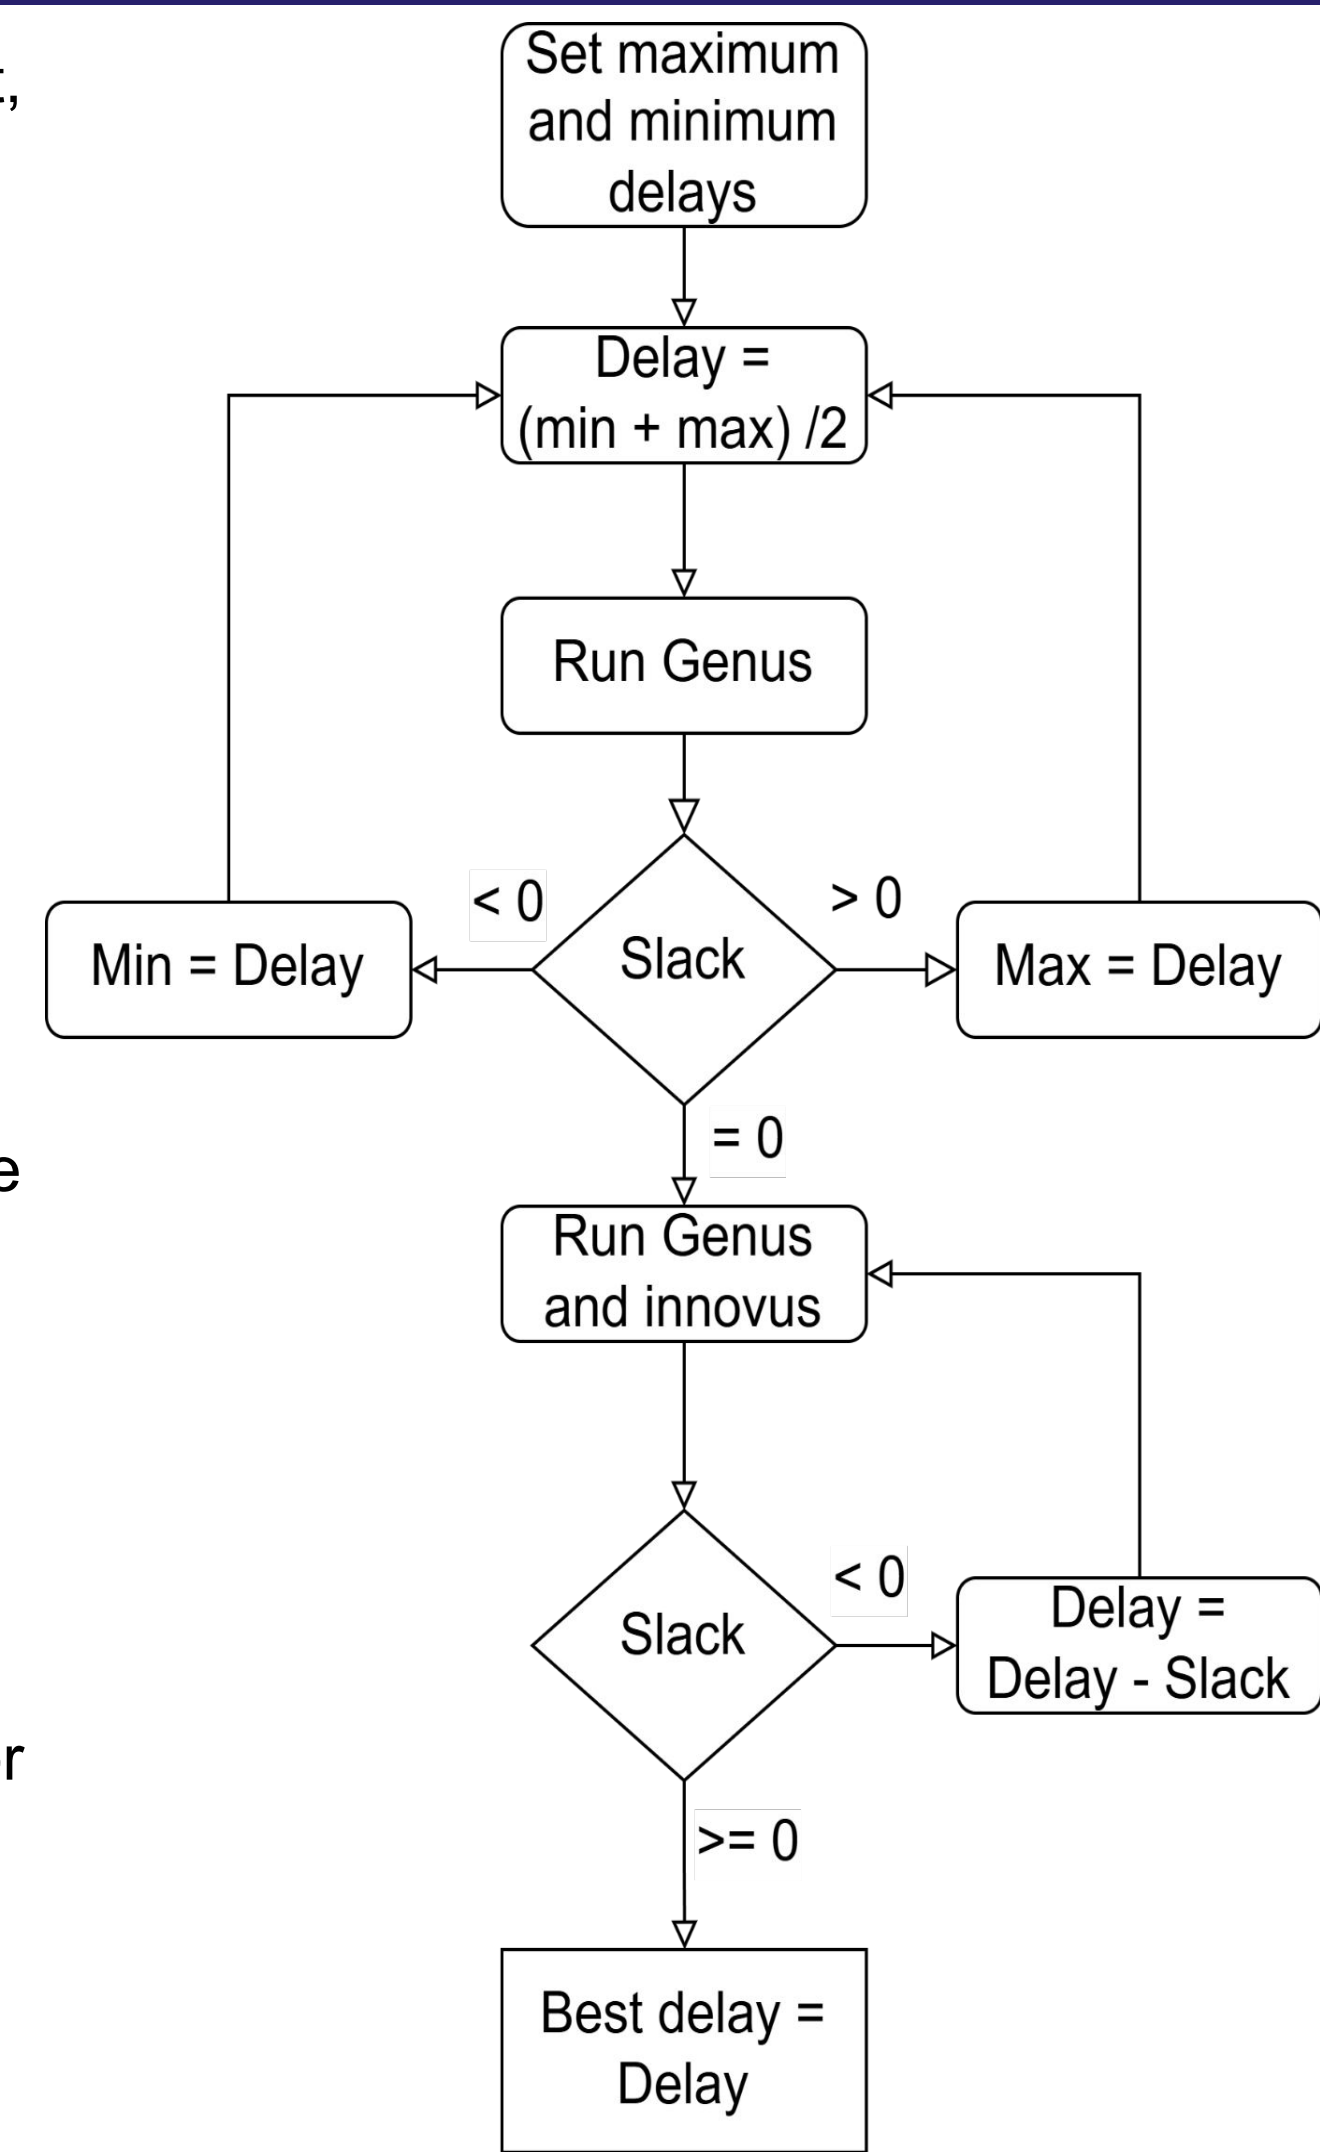 t,
Set maximum
and minimum
delays
Delay =
(min + max) /2
Run Genus
< 0
> 0
Min = Delay
Slack
Max = Delay
= 0
e
Run Genus
and innovus
< 0
Slack
Delay =
Delay - Slack
r
>= 0
Best delay =
Delay